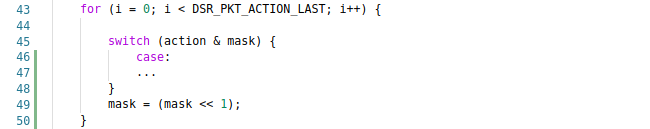 43 for (i = 0; i < DSR_PKT_ACTION_LAST; i++) {
44
45 switch (action & mask) {
46 case:
47 ...
48 }
49 mask = (mask << 1);
50 }